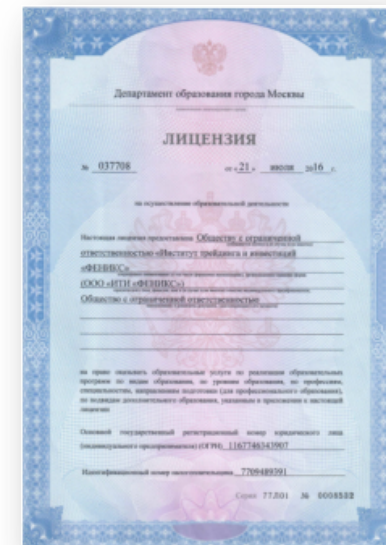 Департамент образования города Москвы
ЛИЦЕНЗИЯ
№ 037708 от «21» июля 2016 г.
на осуществление образовательной деятельности
Настоящая лицензия предоставлена Обществу с ограниченной
ответственностью «Институт трейдинга и инвестиций
«ФЕНИКС»
(ООО «ИТИ «ФЕНИКС»)
Общество с ограниченной ответственностью
на право оказывать образовательные услуги по реализации образовательных
программ по видам образования, по уровням образования, по профессиям,
специальностям, направлениям подготовки (для профессионального образования),
по подвидам дополнительного образования, указанным в приложении к настоящей
лицензии
Основной государственный регистрационный номер юридического лица
(индивидуального предпринимателя) (ОГРН) 1167746343907
Идентификационный номер налогоплательщика 7709489391
Серия 77Л01 № 0008502